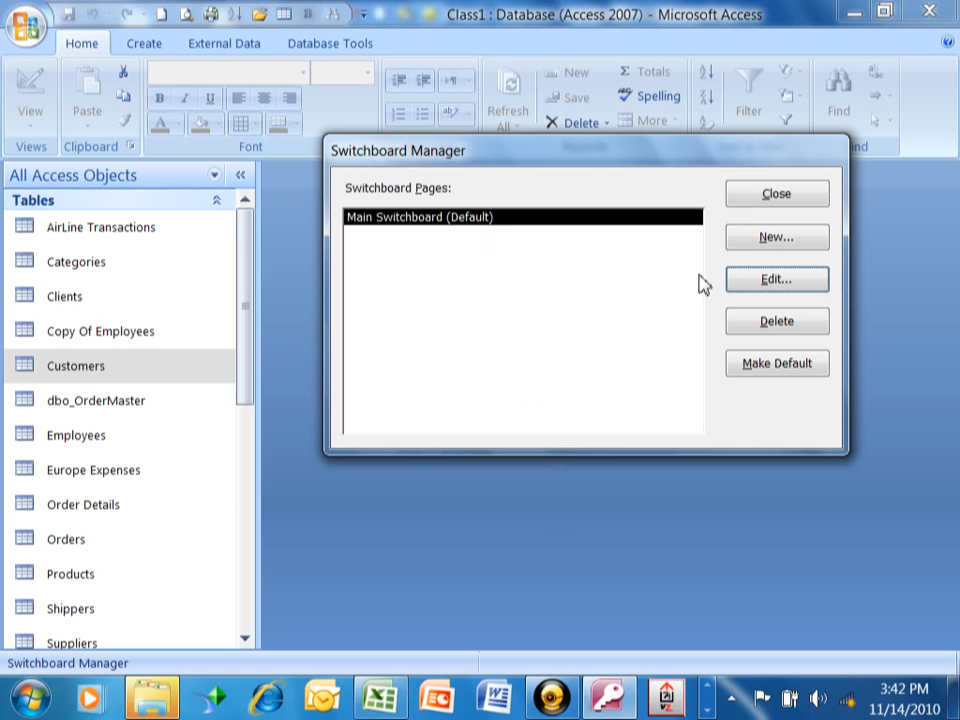 Class1 : Database (Access 2007) - Microsoft Access
Home Create External Data Database Tools
View
Views
Paste
Clipboard
B I U
A
Font
Refresh
All
New
Save
Delete
Totals
Spelling
More
Filter
Find
All Access Objects
Tables
AirLine Transactions
Categories
Clients
Copy Of Employees
Customers
dbo_OrderMaster
Employees
Europe Expenses
Order Details
Orders
Products
Shippers
Suppliers
Switchboard Manager
Switchboard Pages:
Main Switchboard (Default)
Close
New...
Edit...
Delete
Make Default
Switchboard Manager
3:42 PM
11/14/2010